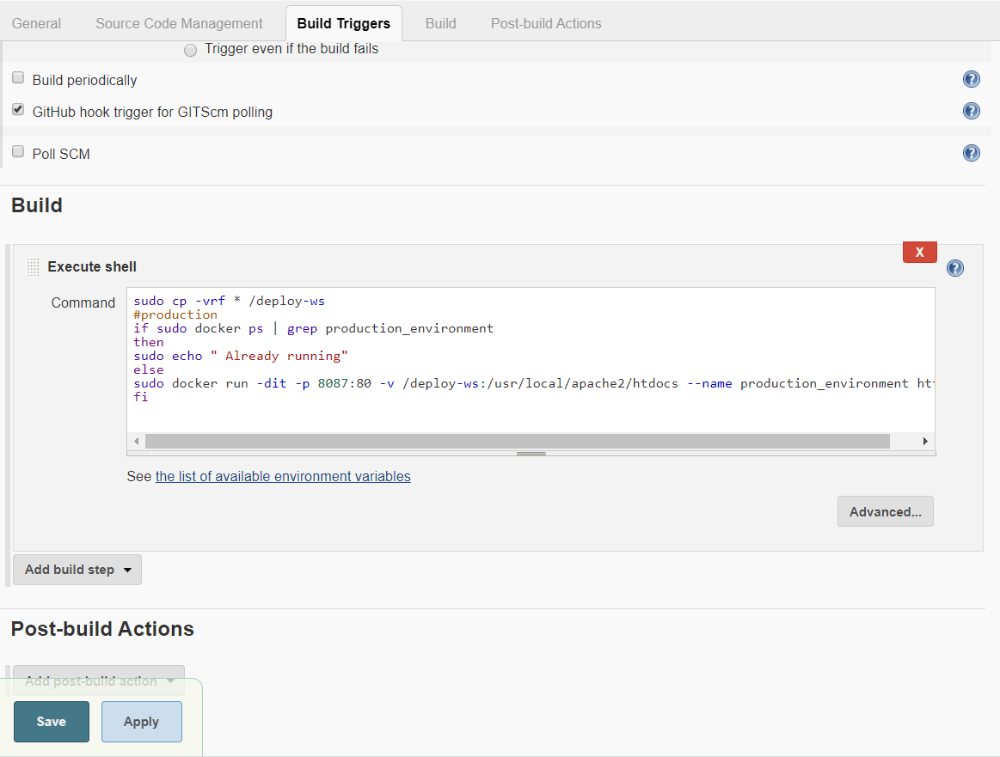 General Source Code Management Build Triggers Build Post-build Actions
Trigger even if the build fails
Build periodically
GitHub hook trigger for GITScm polling
Poll SCM
Build
X
Execute shell
Command
sudo cp -vrf * /deploy-ws
#production
if sudo docker ps | grep production_environment
then
sudo echo " Already running"
else
sudo docker run -dit -p 8087:80 -v /deploy-ws:/usr/local/apache2/htdocs --name production_environment
fi
See the list of available environment variables
Advanced...
Add build step
Post-build Actions
Add post-build action
Save Apply